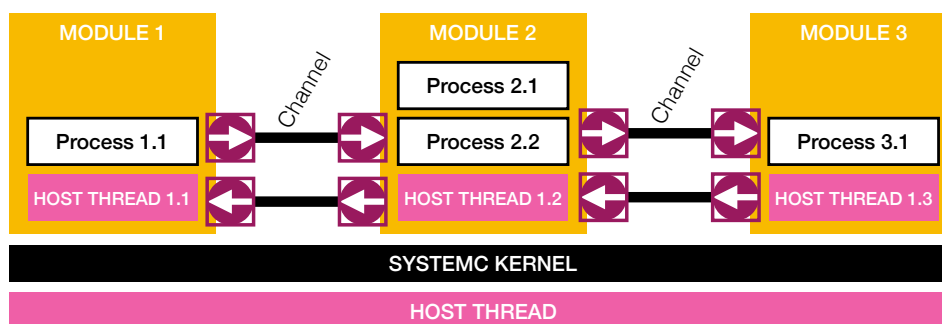 MODULE 1
MODULE 2
MODULE 3
Channel
Channel
Process 2.1
Process 1.1
Process 2.2
Process 3.1
HOST THREAD 1.1
HOST THREAD 1.2
HOST THREAD 1.3
SYSTEMC KERNEL
HOST THREAD